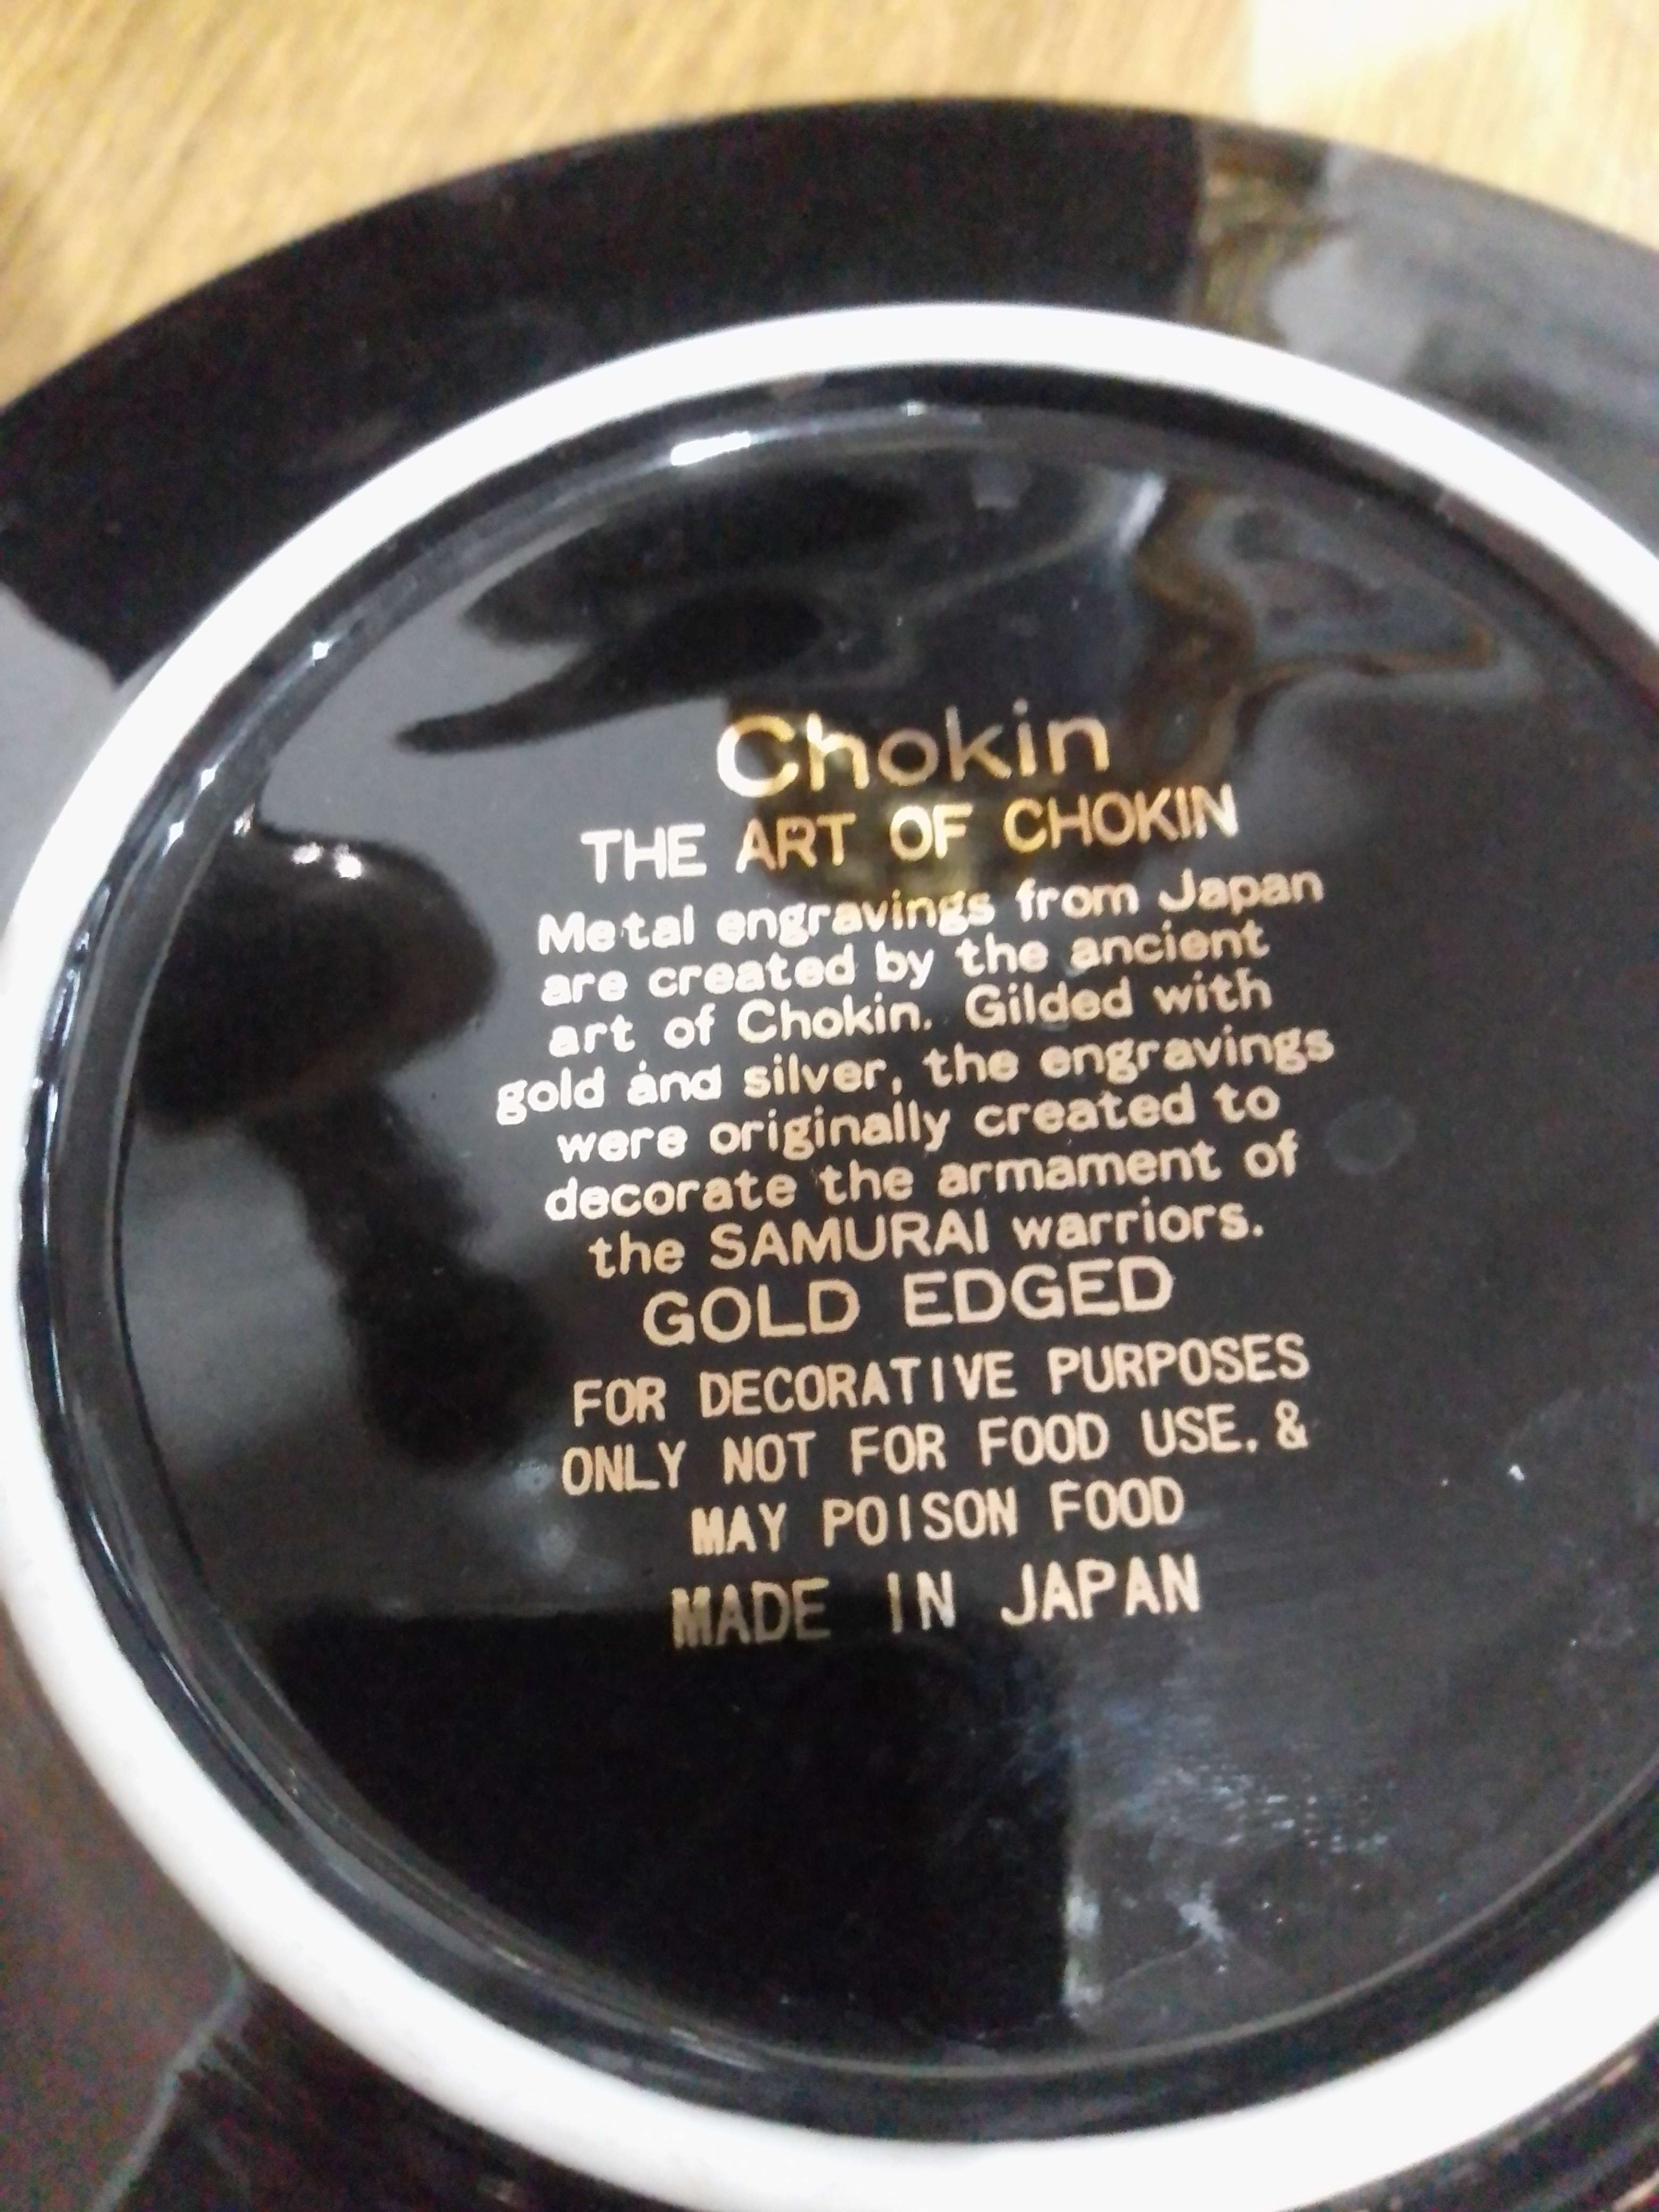 Chokin
THE ART OF CHOKIN
Metal engravings from Japan
are created by the ancient
art of Chokin. Gilded with
gold and silver, the engravings
were originally created to
decorate the armament of
the SAMURAI warriors.
GOLD EDGED
FOR DECORATIVE PURPOSES
ONLY NOT FOR FOOD USE. &
MAY POISON FOOD
MADE IN JAPAN